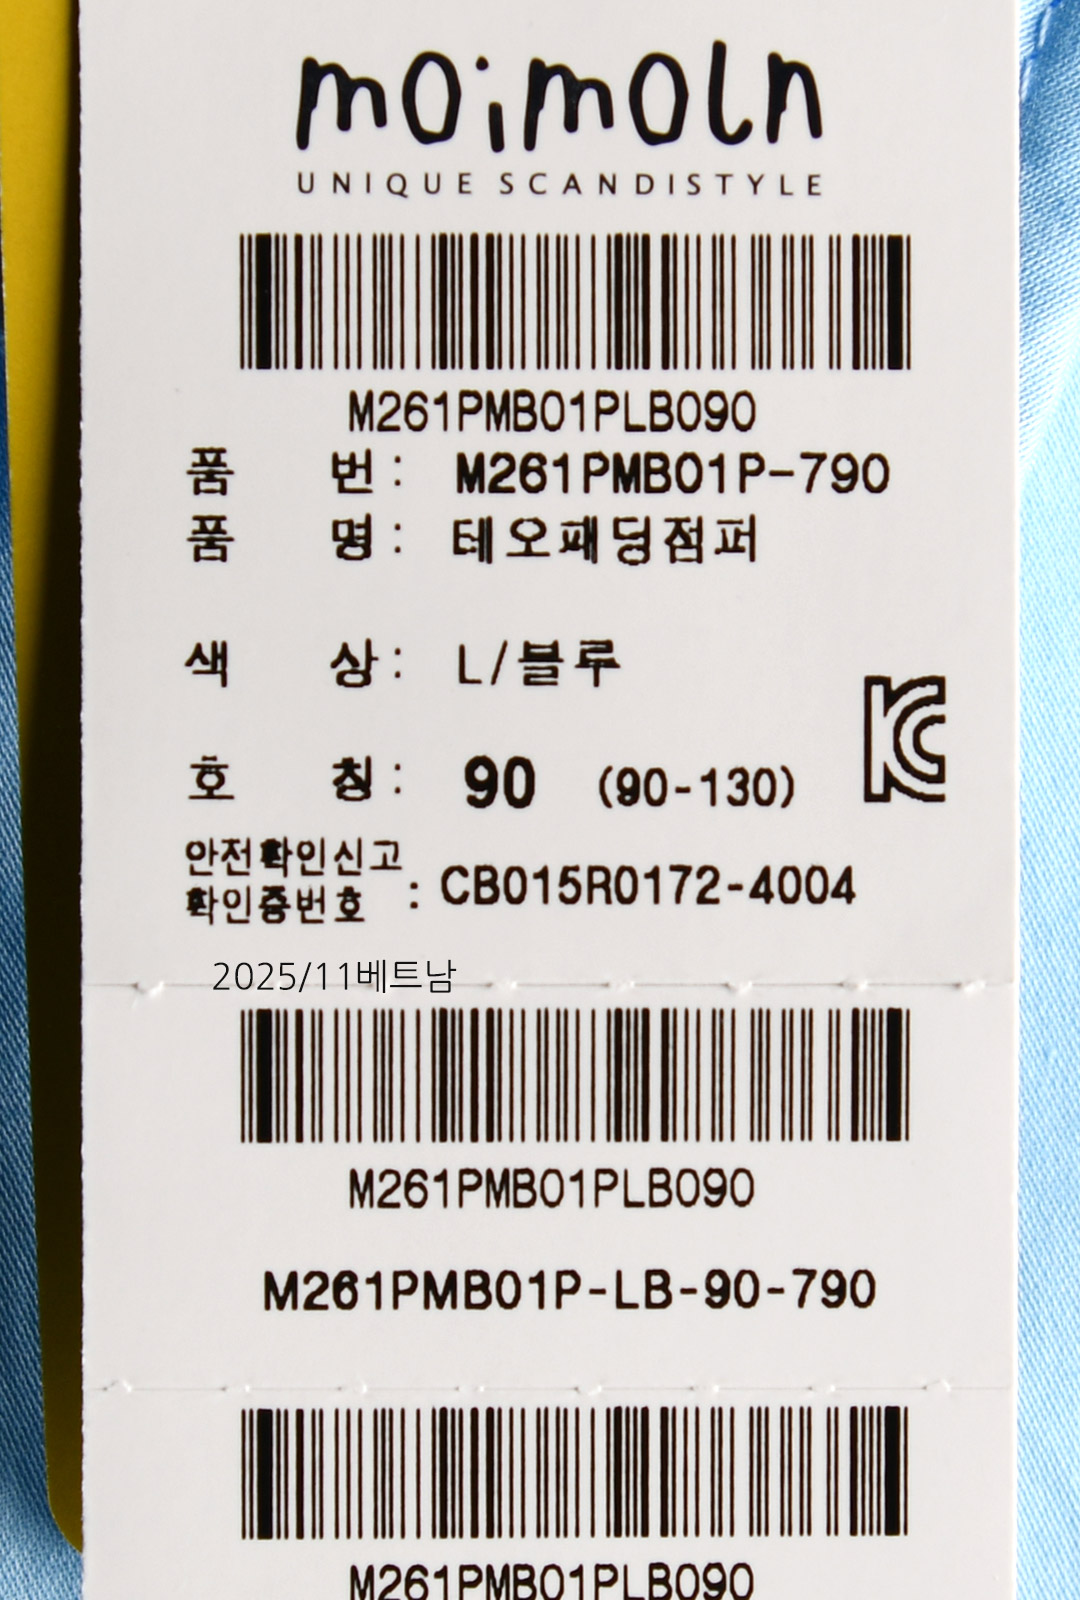 moimoln
UNIQUE SCANDISTYLE
M261PMB01PLB090
품 번 : M261PMB01P-790
품 명 : 테오패딩점퍼
색 상 : L/블루
호 칭 : 90 (90-130)
안전확인신고
확인증번호 : CB015R0172-4004
2025/11베트남
M261PMB01PLB090
M261PMB01P-LB-90-790
M261PMB01PLB090